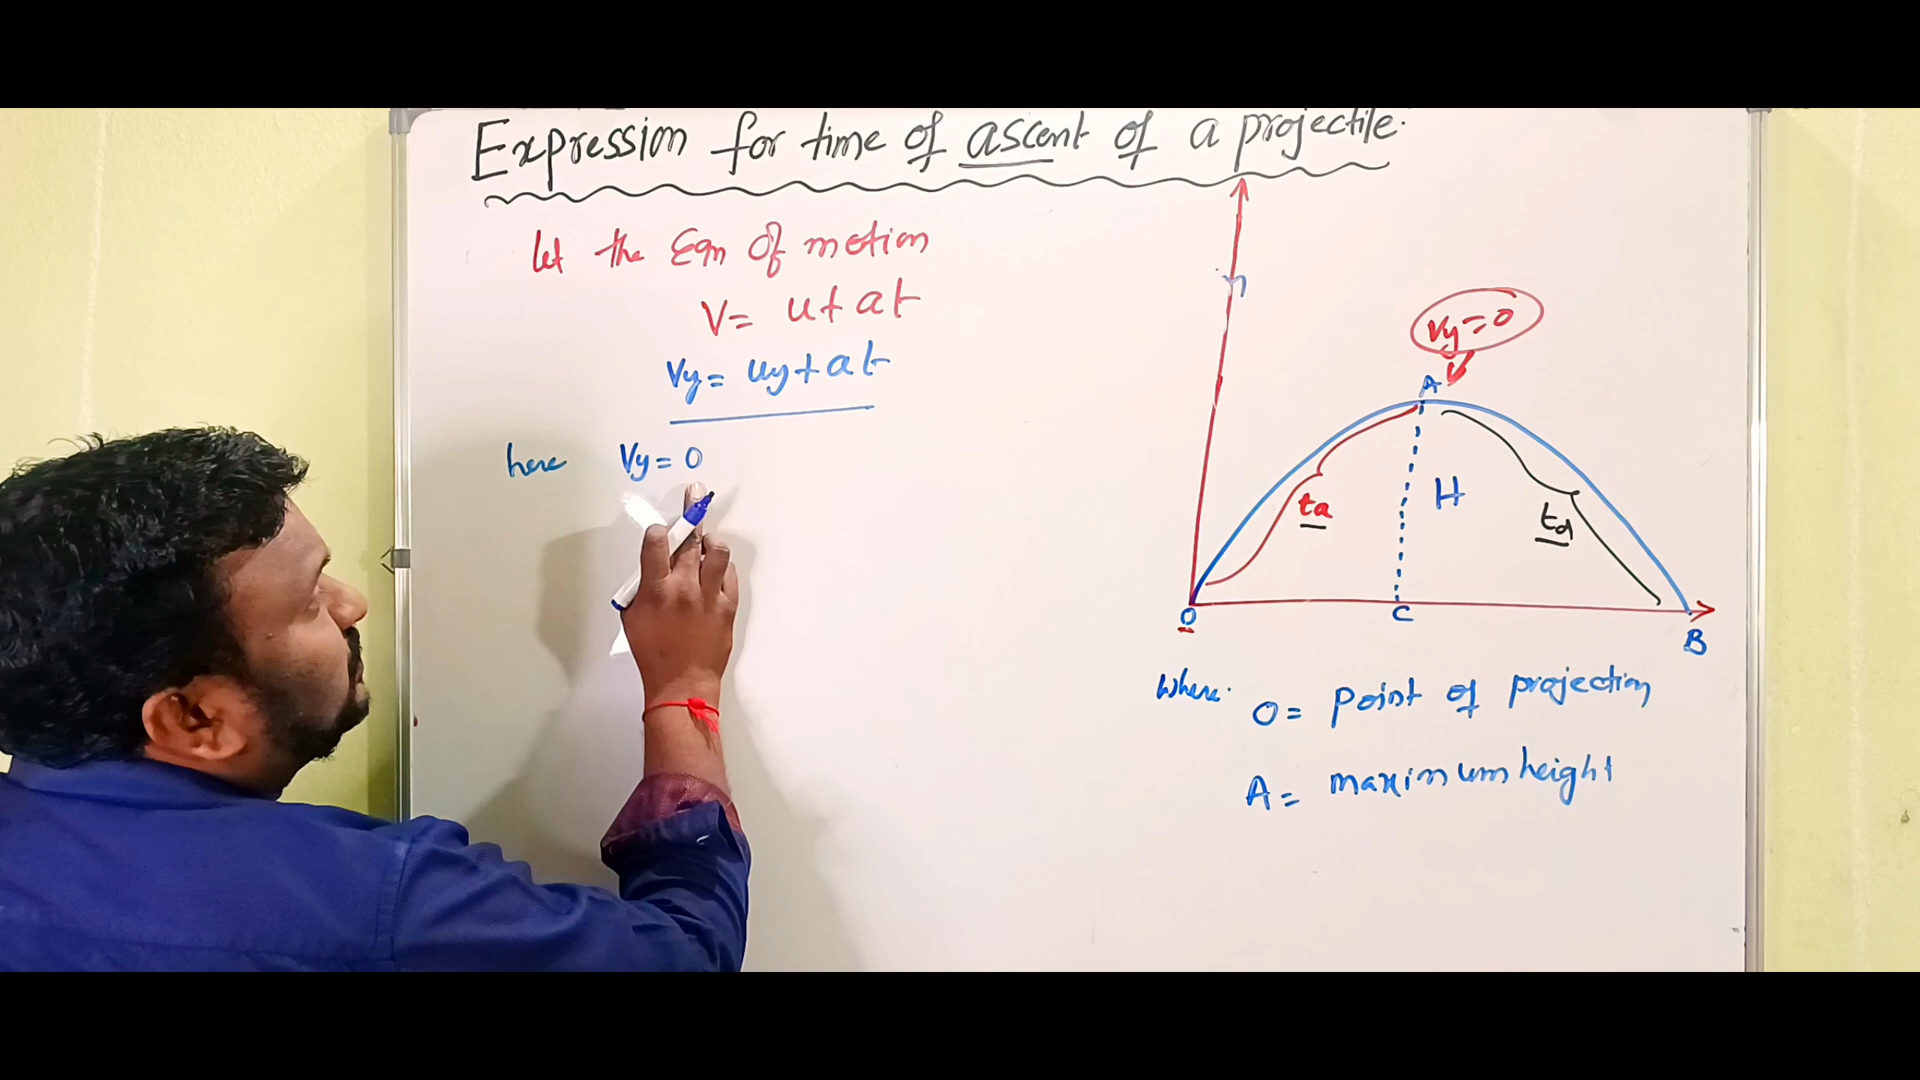 Expression for time of ascent of a projectile.
let the Eqn of motion
V= u+at
Vy= uy+at
here Vy= 0
y
Vy=0
A
ta
H
td
O
C
B
where. O= point of projection
A= maximum height